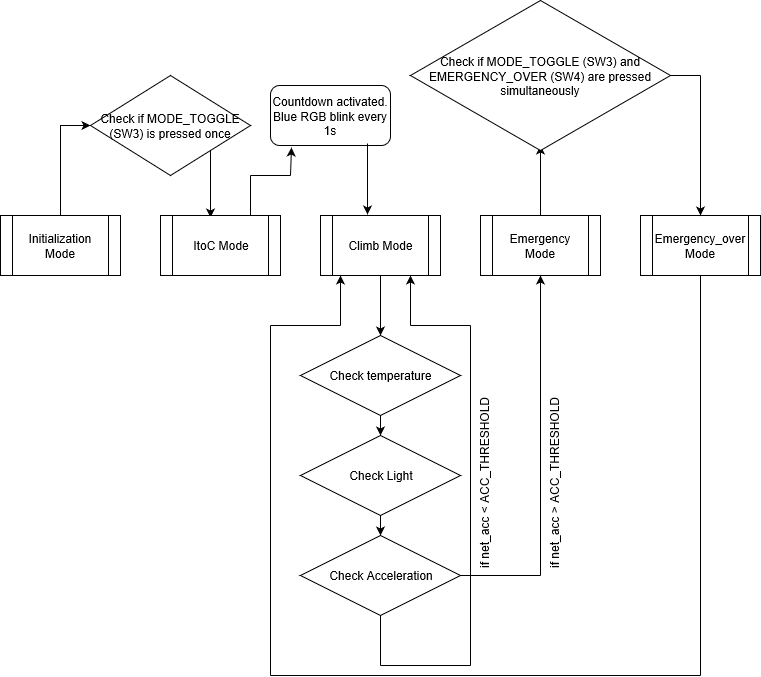 Check if MODE_TOGGLE (SW3) and
EMERGENCY_OVER (SW4) are pressed
simultaneously
Countdown activated.
Blue RGB blink every
1s
Check if MODE_TOGGLE
(SW3) is pressed once
Initialization
Mode
ItoC Mode
Climb Mode
Emergency
Mode
Emergency_over
Mode
Check temperature
Check Light
Check Acceleration
if net_acc < ACC_THRESHOLD
if net_acc > ACC_THRESHOLD